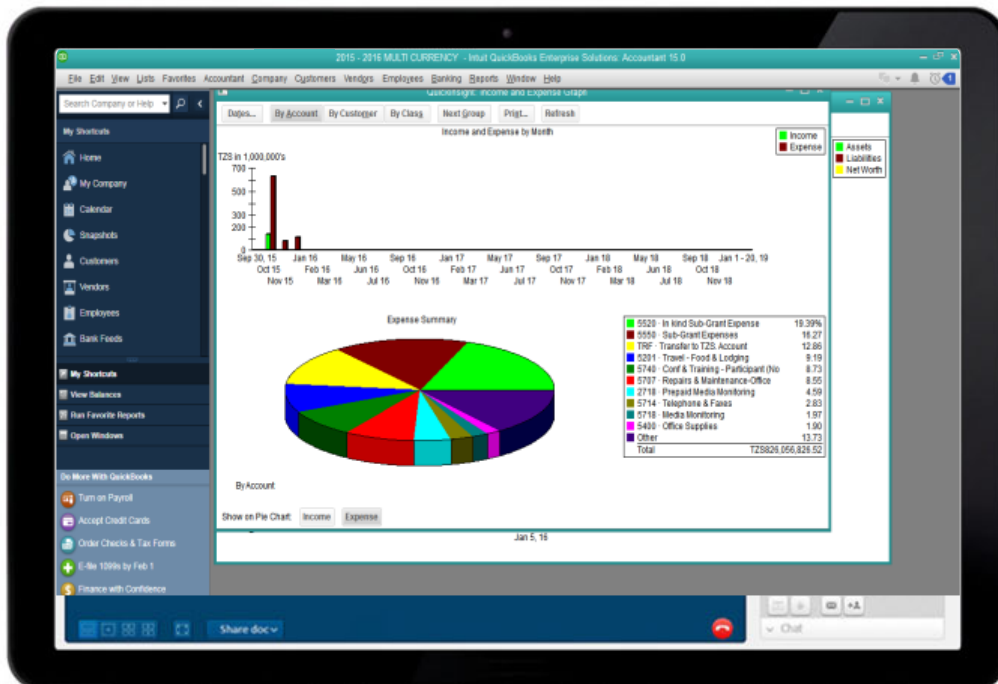 2015 - 2016 MULTI CURRENCY - Intuit QuickBooks Enterprise Solutions: Accountant 15.0
File Edit View Lists Favorites Accountant Company Customers Vendors Employees Banking Reports Window Help
1
Search Company or Help
QuickInsight: Income and Expense Graph
Dates... By Account By Customer By Class Next Group Print... Refresh
My Shortcuts
Home
My Company
Calendar
Snapshots
Customers
Vendors
Employees
Bank Feeds
My Shortcuts
View Balances
Run Favorite Reports
Open Windows
Do More With QuickBooks
Turn on Payroll
Accept Credit Cards
Order Checks & Tax Forms
E-file 1099s by Feb 1
Finance with Confidence
Income and Expense by Month
Income
Expense
Assets
Liabilities
Net Worth
TZS in 1,000,000's
700
500
300
200
0
Sep 30, 15 Jan 16 May 16 Sep 16 Jan 17 May 17 Sep 17 Jan 18 May 18 Sep 18 Jan 1 - 20, 19
Oct 15 Feb 16 Jun 16 Oct 16 Feb 17 Jun 17 Oct 17 Feb 18 Jun 18 Oct 18
Nov 15 Mar 16 Jul 16 Nov 16 Mar 17 Jul 17 Nov 17 Mar 18 Jul 18 Nov 18
Expense Summary
5520 · In kind Sub-Grant Expense 19.39%
5550 · Sub-Grant Expenses 16.27
TRF · Transfer to TZS. Account 12.86
5201 · Travel - Food & Lodging 9.19
5740 · Conf & Training - Participant (No 8.73
5707 · Repairs & Maintenance-Office 8.55
2718 · Prepaid Media Monitoring 4.59
5714 · Telephone & Faxes 2.83
5718 · Media Monitoring 1.97
5400 · Office Supplies 1.90
Other 13.73
Total TZS826,056,826.52
By Account
Show on Pie Chart: Income Expense
Jan 5, 16
Share doc
Chat